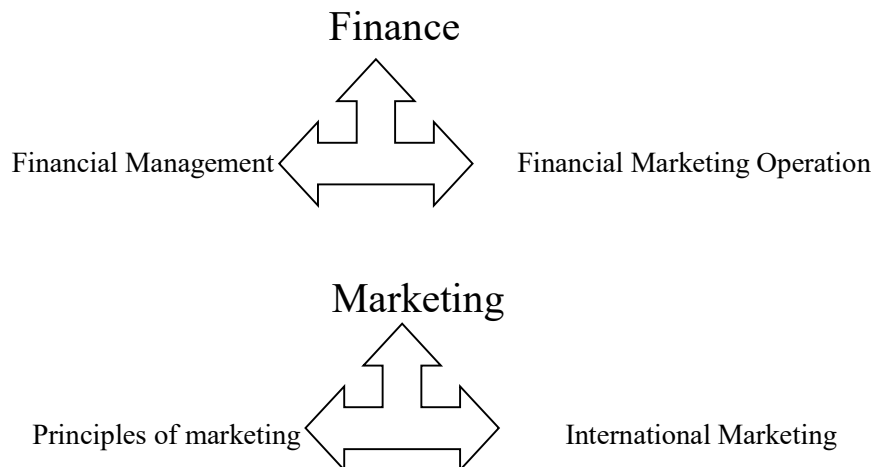 Finance
Financial Management
Financial Marketing Operation
Marketing
Principles of marketing
International Marketing